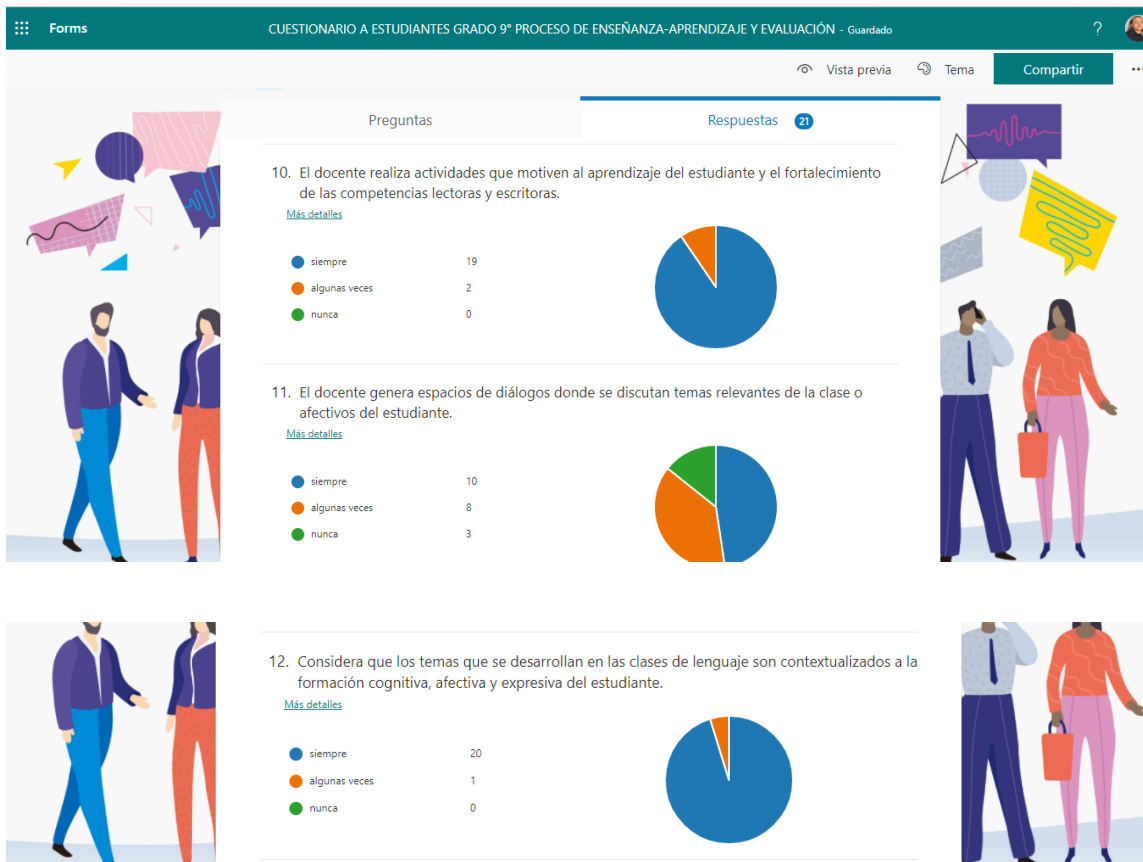 Forms
CUESTIONARIO A ESTUDIANTES GRADO 9° PROCESO DE ENSEÑANZA-APRENDIZAJE Y EVALUACIÓN - Guardado
?
Vista previa
Tema
Compartir
...
Preguntas
Respuestas 21
10. El docente realiza actividades que motiven al aprendizaje del estudiante y el fortalecimiento
de las competencias lectoras y escritoras.
Más detalles
siempre 19
algunas veces 2
nunca 0
11. El docente genera espacios de diálogos donde se discutan temas relevantes de la clase o
afectivos del estudiante.
Más detalles
siempre 10
algunas veces 8
nunca 3
12. Considera que los temas que se desarrollan en las clases de lenguaje son contextualizados a la
formación cognitiva, afectiva y expresiva del estudiante.
Más detalles
siempre 20
algunas veces 1
nunca 0